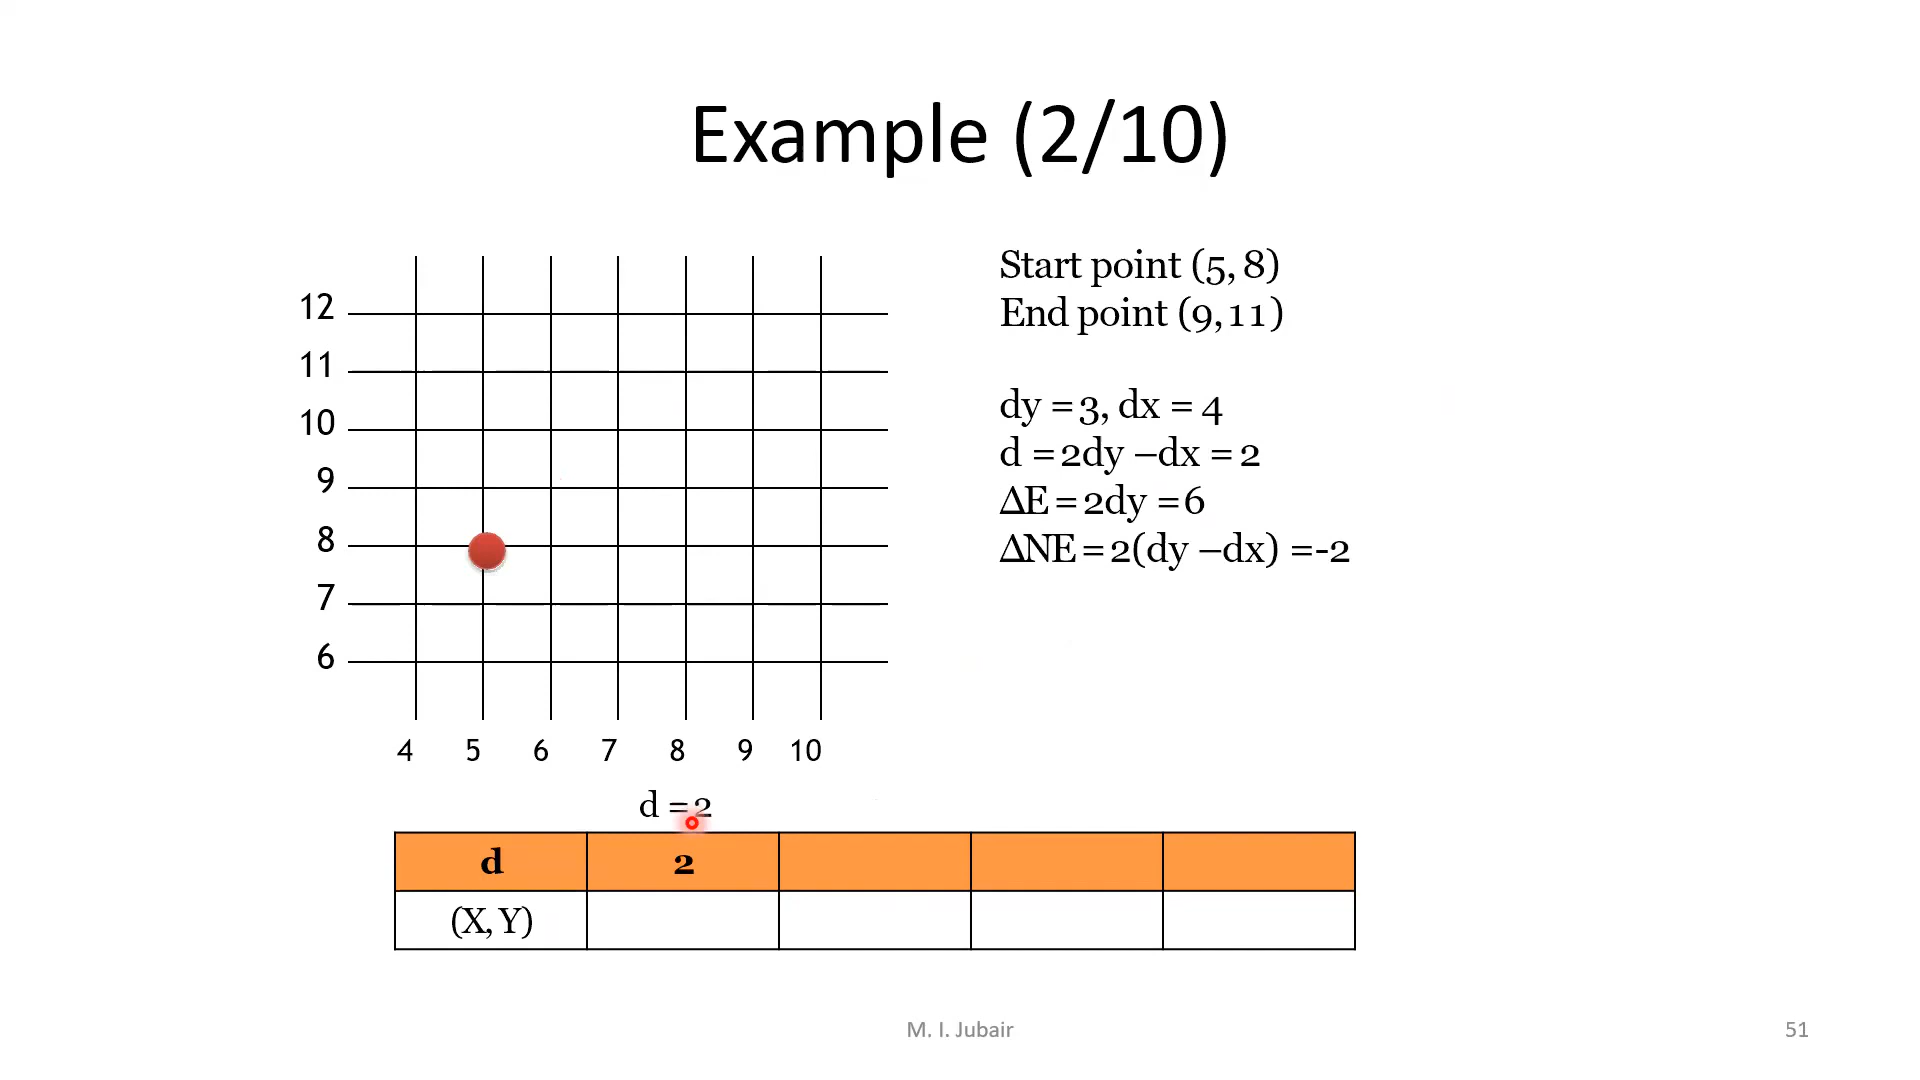 Example (2/10)
Start point (5, 8)
End point (9, 11)
dy = 3, dx = 4
d = 2dy – dx = 2
ΔE = 2dy = 6
ΔNE = 2(dy – dx) = -2
12
11
10
9
8
7
6
4 5 6 7 8 9 10
d = 2
d 2
(X, Y)
M. I. Jubair
51